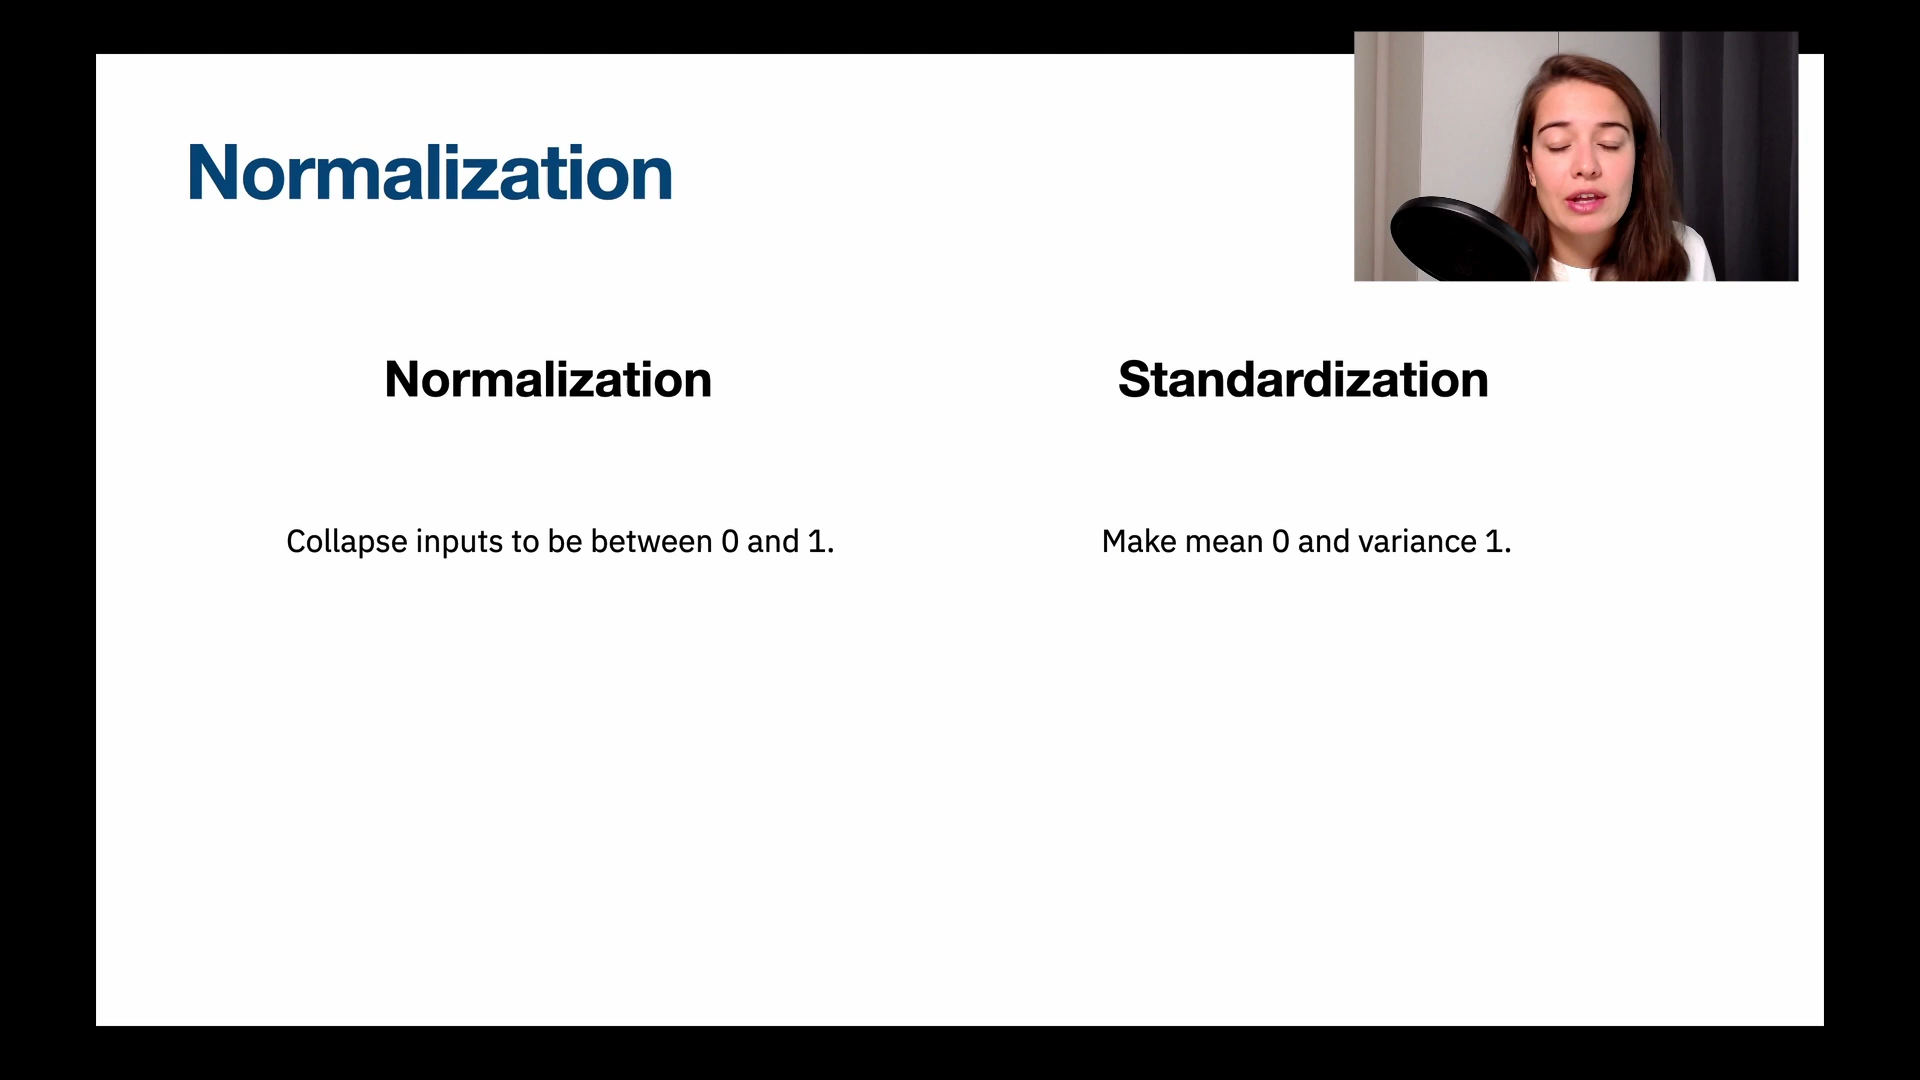 Normalization
Normalization
Standardization
Collapse inputs to be between 0 and 1.
Make mean 0 and variance 1.